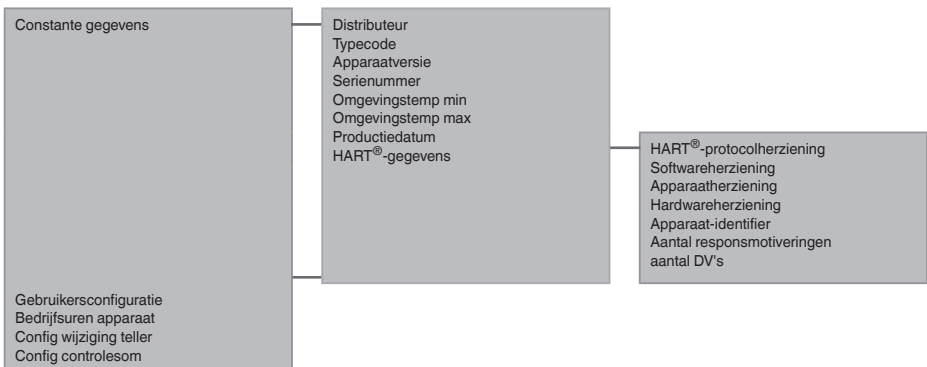 Constante gegevens
Distributeur
Typecode
Apparaatversie
Serienummer
Omgevingstemp min
Omgevingstemp max
Productiedatum
HART®-gegevens
HART®-protocolherziening
Softwareherziening
Apparaatherziening
Hardwareherziening
Apparaat-identifier
Aantal responsmotiveringen
aantal DV's
Gebruikersconfiguratie
Bedrijfsuren apparaat
Config wijziging teller
Config controlesom